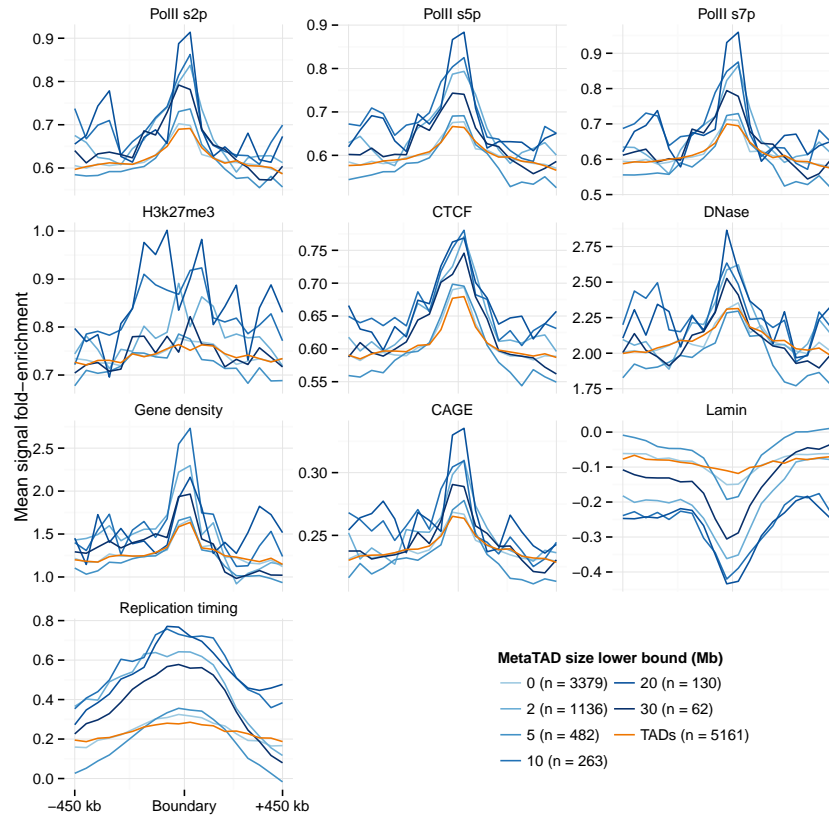 PolII s2p
PolII s5p
PolII s7p
0.9
0.8
0.7
0.6
0.9
0.8
0.7
0.6
0.9
0.8
0.7
0.6
0.5
H3k27me3
CTCF
DNase
1.0
0.9
0.8
0.7
0.75
0.70
0.65
0.60
0.55
2.75
2.50
2.25
2.00
1.75
Mean signal fold−enrichment
Gene density
CAGE
Lamin
2.5
2.0
1.5
1.0
0.30
0.25
0.0
−0.1
−0.2
−0.3
−0.4
Replication timing
0.8
0.6
0.4
0.2
0.0
−450 kb
Boundary
+450 kb
MetaTAD size lower bound (Mb)
0 (n = 3379)
2 (n = 1136)
5 (n = 482)
10 (n = 263)
20 (n = 130)
30 (n = 62)
TADs (n = 5161)